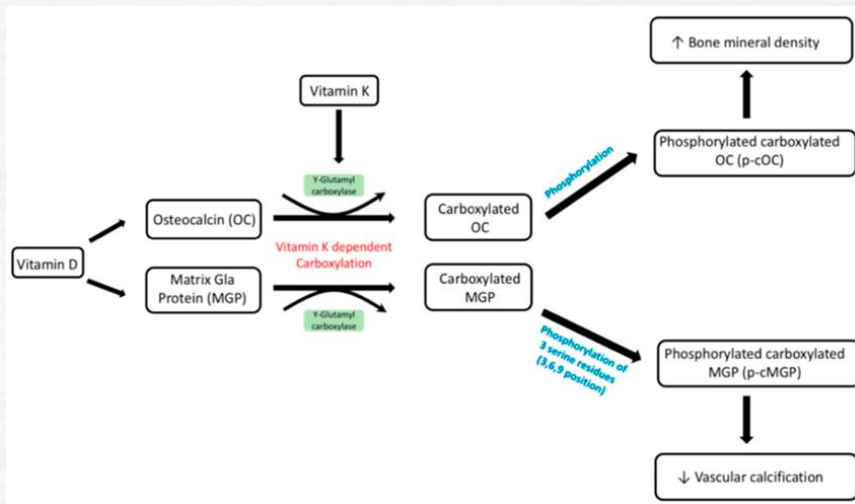 ↑ Bone mineral density
Vitamin K
Phosphorylated carboxylated
OC (p-cOC)
Phosphorylation
Y-Glutamyl
carboxylase
Osteocalcin (OC)
Carboxylated
OC
Vitamin K dependent
Carboxylation
Vitamin D
Matrix Gla
Protein (MGP)
Carboxylated
MGP
Y-Glutamyl
carboxylase
Phosphorylation of
3 serine residues
(3,6,9 position)
Phosphorylated carboxylated
MGP (p-cMGP)
↓ Vascular calcification